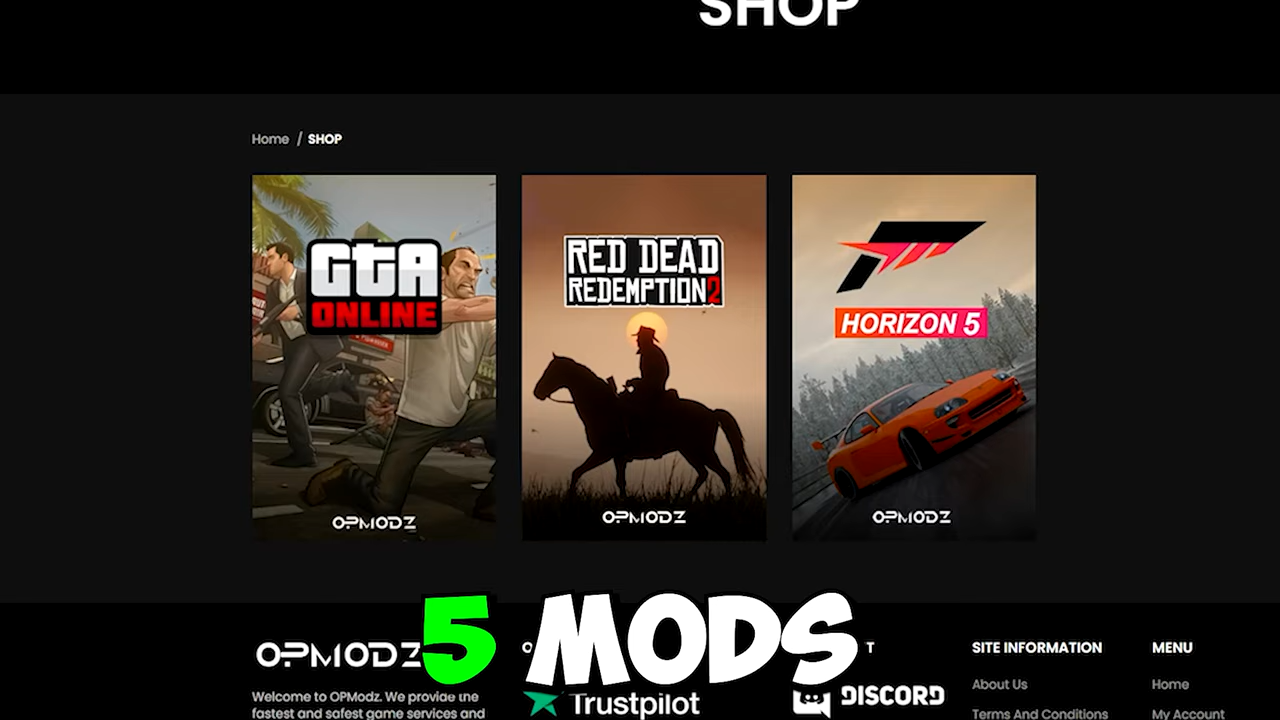 SHOP
Home / SHOP
GTA
ONLINE
OPMODZ
RED DEAD
REDEMPTION 2
OPMODZ
HORIZON 5
OPMODZ
5 MODS
OPMODZ
SITE INFORMATION
MENU
Welcome to OPModz. We provide the
fastest and safest game services and
Trustpilot
DISCORD
About Us
Terms And Conditions
Home
My Account